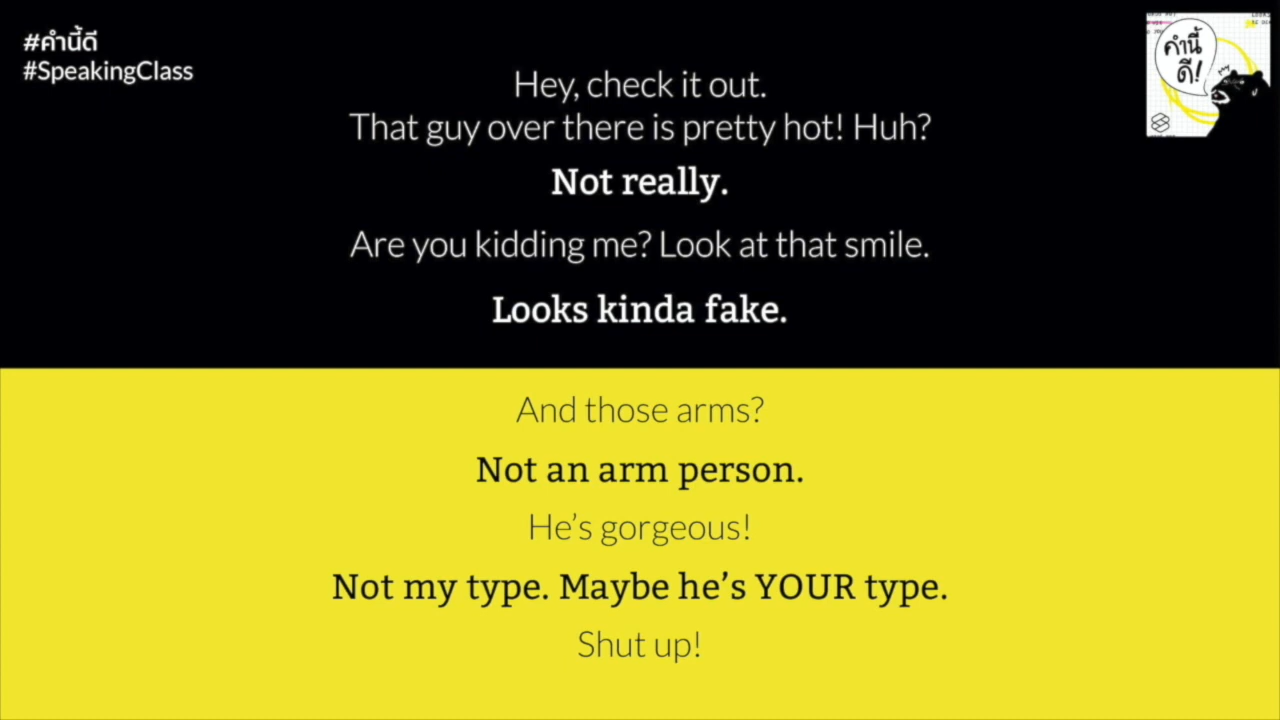 #คำนี้ดี
#SpeakingClass
คำนี้
ดี!
Hey, check it out.
That guy over there is pretty hot! Huh?
Not really.
Are you kidding me? Look at that smile.
Looks kinda fake.
And those arms?
Not an arm person.
He's gorgeous!
Not my type. Maybe he's YOUR type.
Shut up!